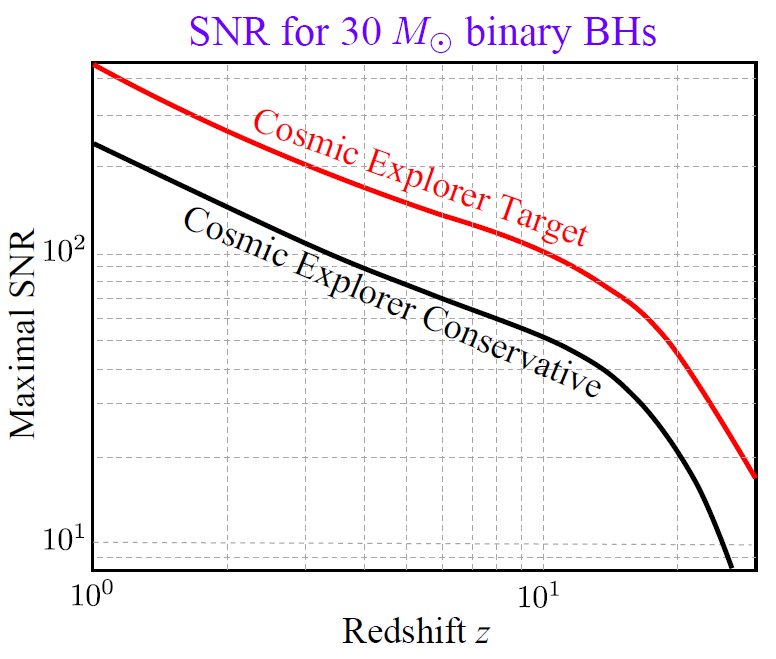 SNR for 30 M⊙ binary BHs
Cosmic Explorer Target
Cosmic Explorer Conservative
Maximal SNR
10²
10¹
10⁰
10¹
Redshift z